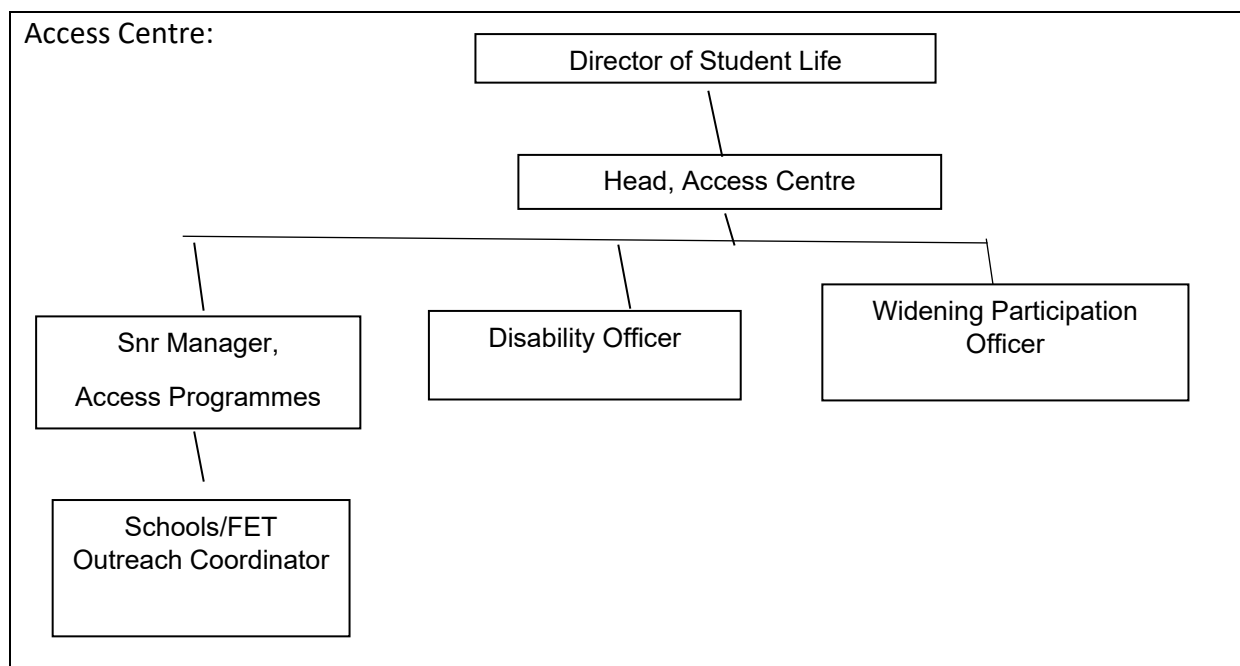 Access Centre:
Director of Student Life
Head, Access Centre
Snr Manager,
Access Programmes
Disability Officer
Widening Participation
Officer
Schools/FET
Outreach Coordinator